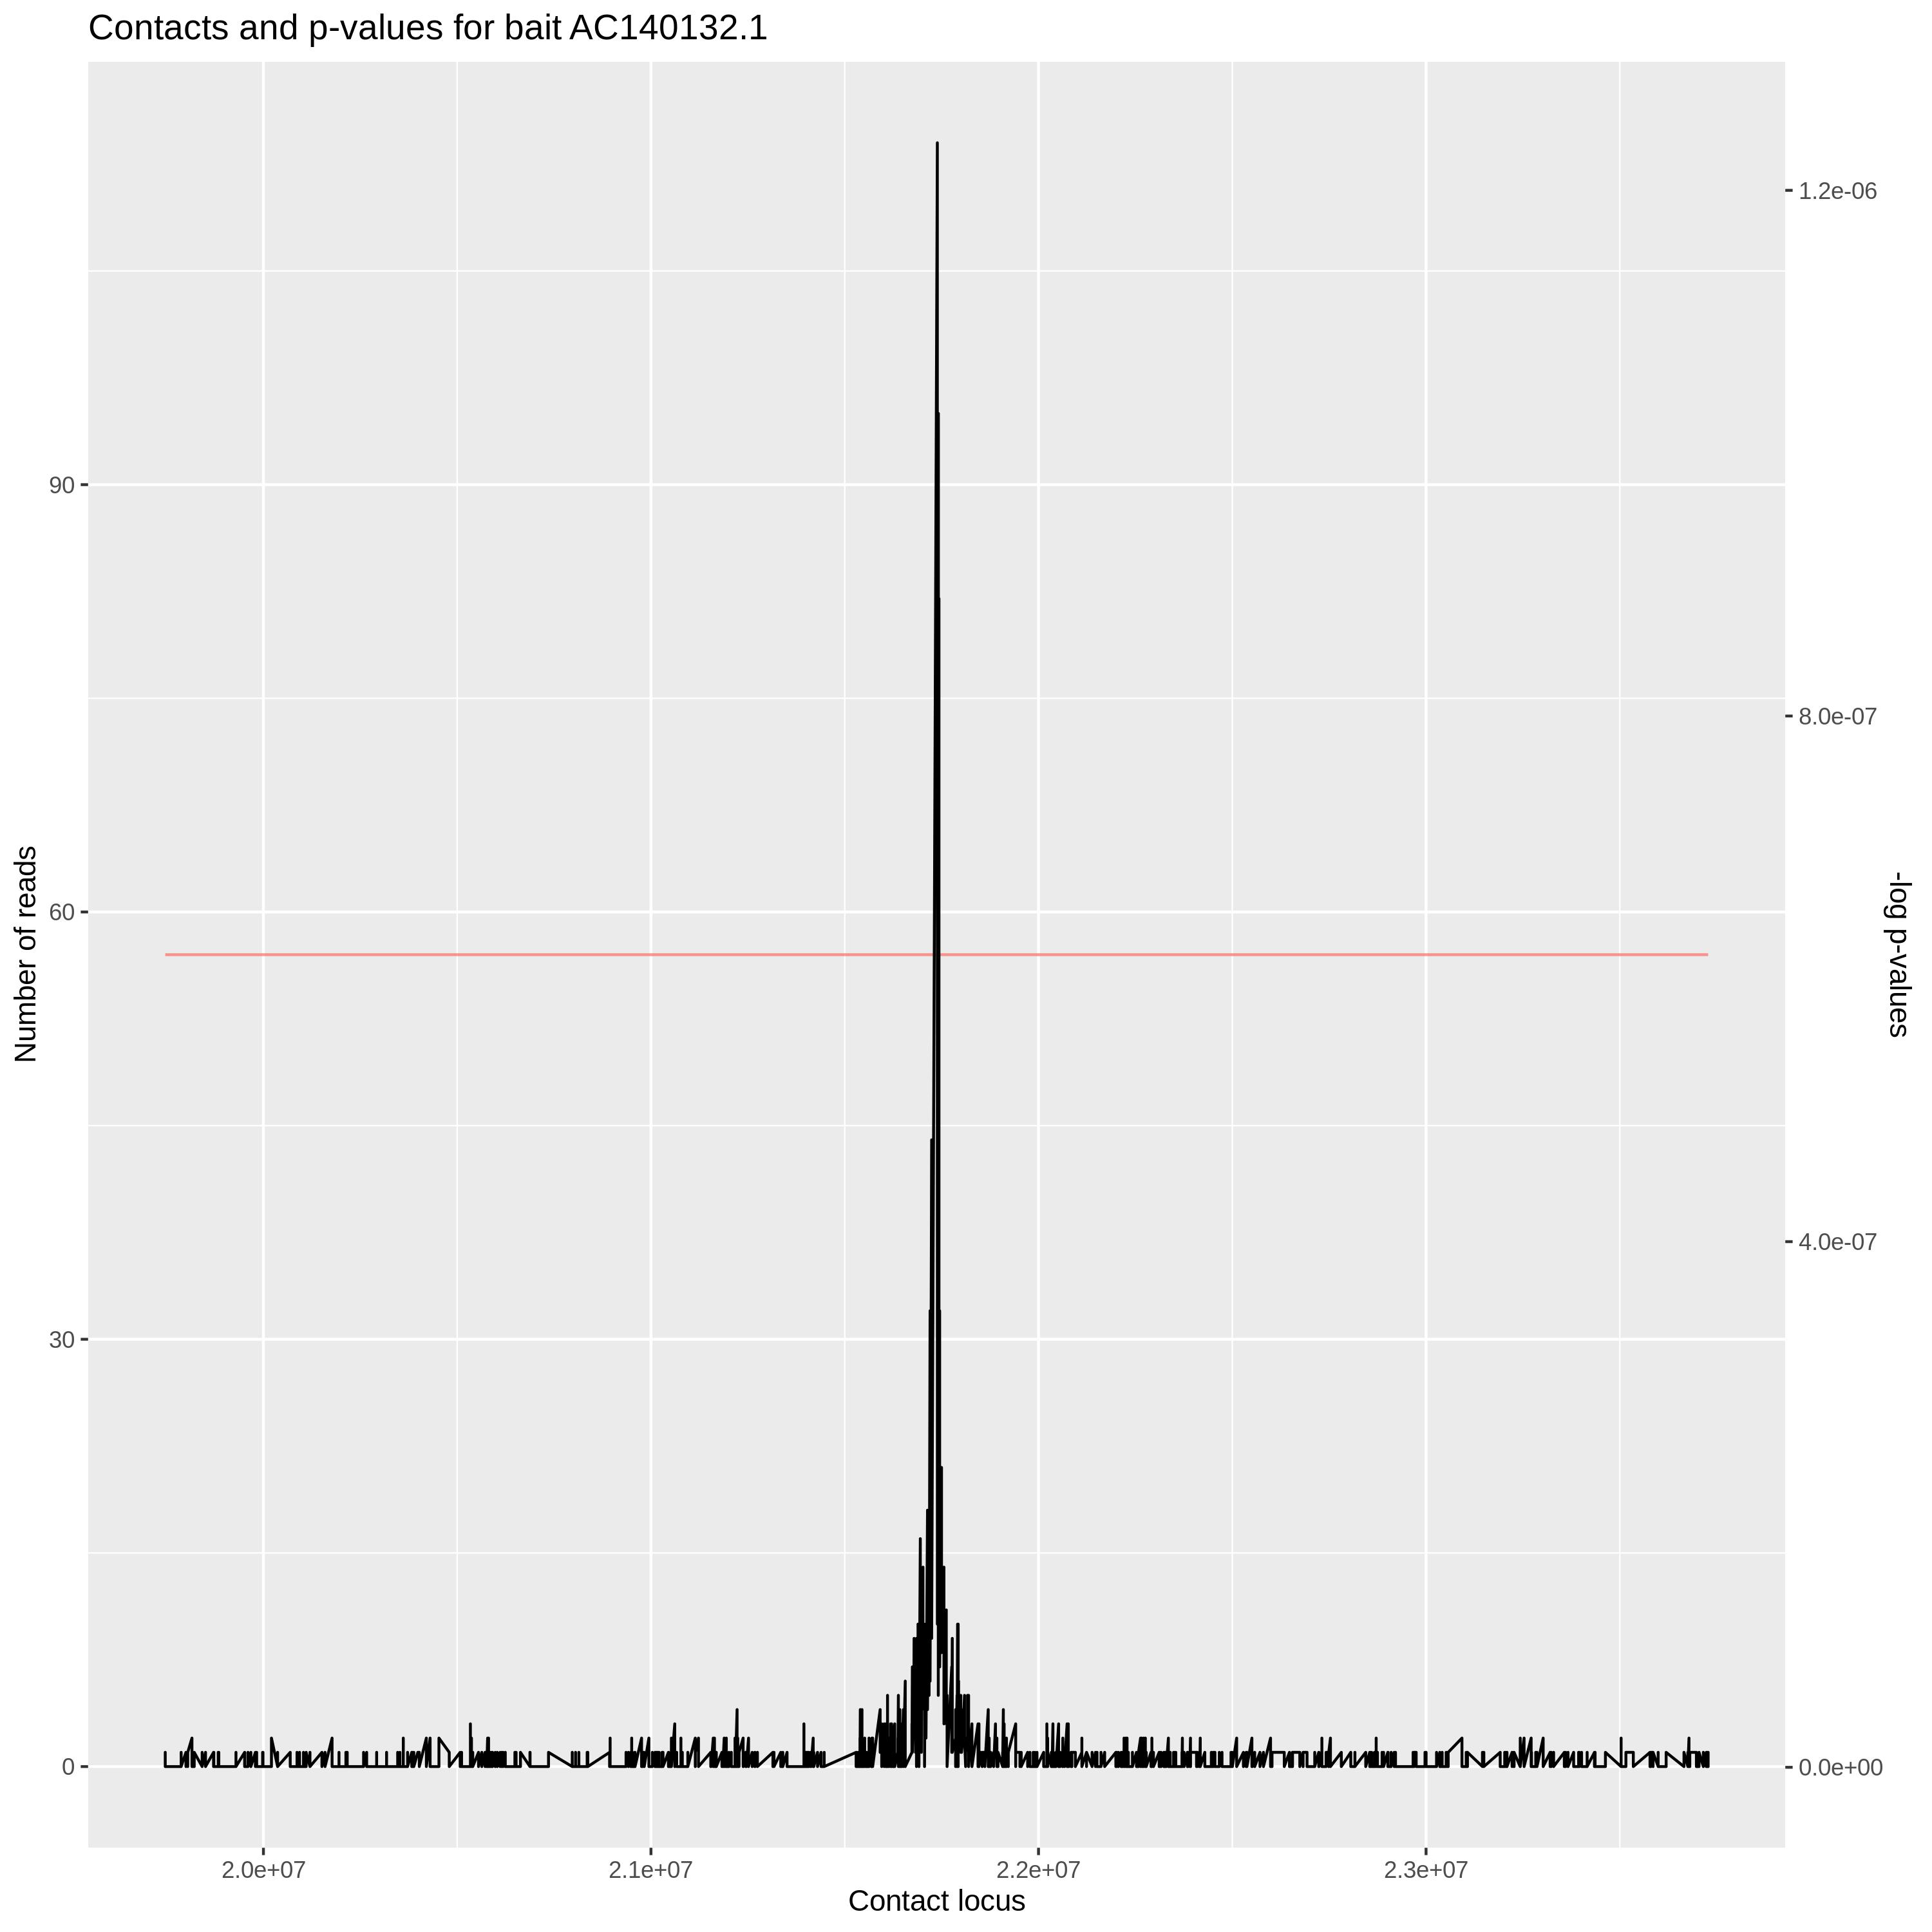 Contacts and p-values for bait AC140132.1
Number of reads
90
60
30
0
1.2e-06
8.0e-07
4.0e-07
0.0e+00
-log p-values
2.0e+07
2.1e+07
2.2e+07
2.3e+07
Contact locus